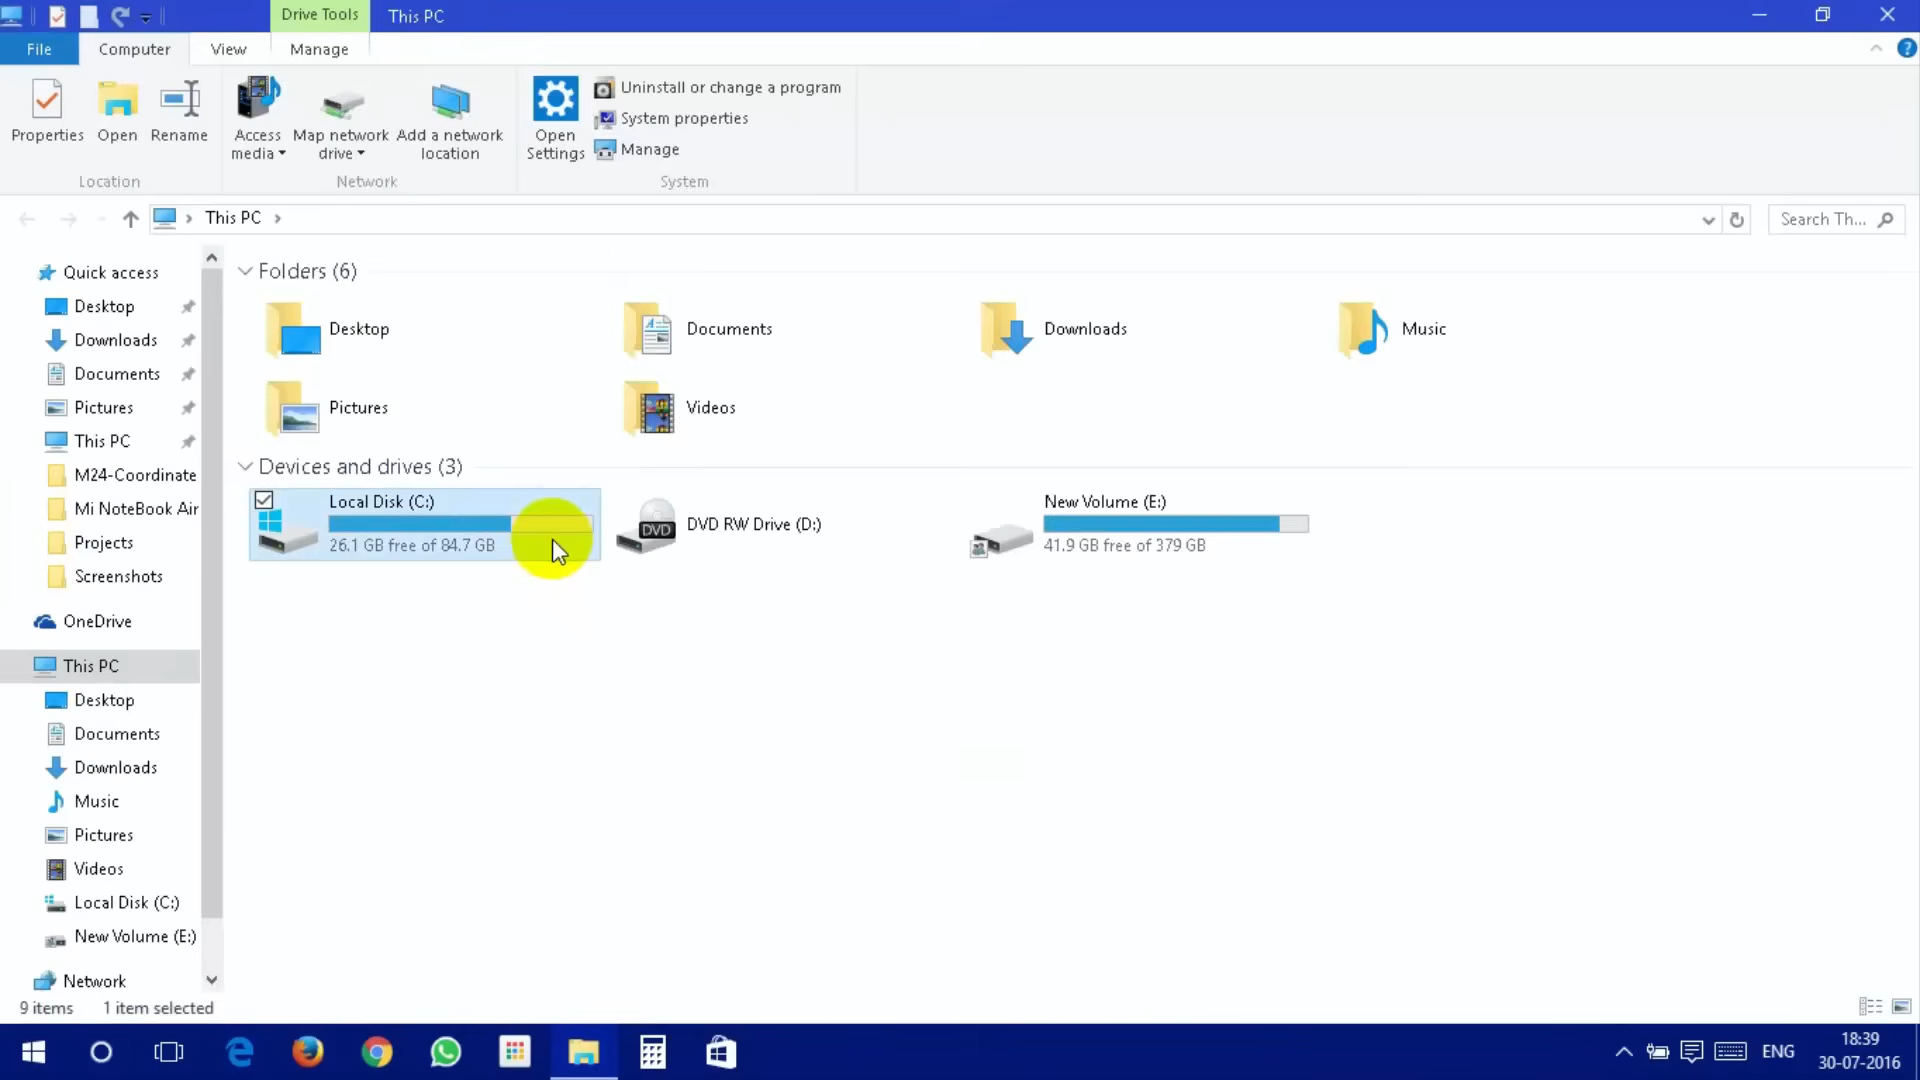 Drive Tools
This PC
File
Computer
View
Manage
Properties
Open
Rename
Access
media
Map network
drive
Add a network
location
Open
Settings
Uninstall or change a program
System properties
Manage
Location
Network
System
This PC
Search Th...
Quick access
Desktop
Downloads
Documents
Pictures
This PC
M24-Coordinate
Mi NoteBook Air
Projects
Screenshots
OneDrive
This PC
Desktop
Documents
Downloads
Music
Pictures
Videos
Local Disk (C:)
New Volume (E:)
Network
Folders (6)
Desktop
Documents
Downloads
Music
Pictures
Videos
Devices and drives (3)
Local Disk (C:)
26.1 GB free of 84.7 GB
DVD
DVD RW Drive (D:)
New Volume (E:)
41.9 GB free of 379 GB
9 items
1 item selected
ENG
18:39
30-07-2016